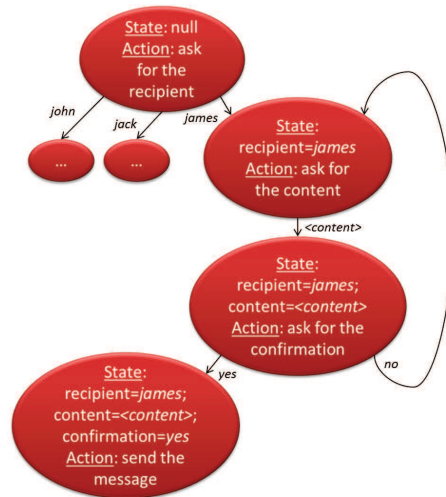 State: null
Action: ask
for the
recipient
john
jack
james
...
...
State:
recipient=james
Action: ask for
the content
<content>
State:
recipient=james;
content=<content>
Action: ask for the
confirmation
no
yes
State:
recipient=james;
content=<content>;
confirmation=yes
Action: send the
message